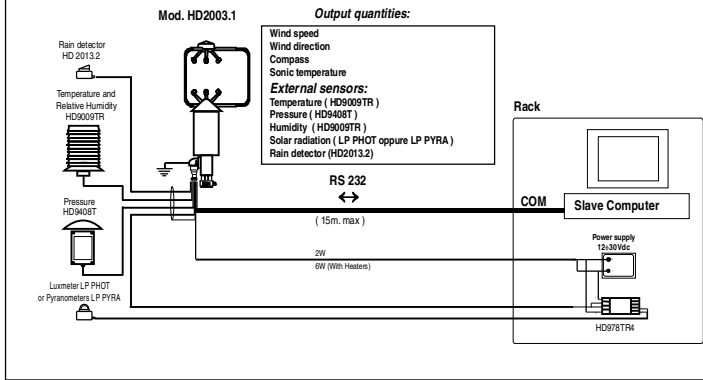 Mod. HD2003.1
Output quantities:
Wind speed
Wind direction
Compass
Sonic temperature
External sensors:
Temperature ( HD9009TR )
Pressure ( HD9408T )
Humidity ( HD9009TR )
Solar radiation ( LP PHOT oppure LP PYRA )
Rain detector (HD2013.2)
Rain detector
HD 2013.2
Temperature and
Relative Humidity
HD9009TR
Pressure
HD9408T
Luxmeter LP PHOT
or Pyranometers LP PYRA
RS 232
( 15m. max )
2W
6W (With Heaters)
Rack
COM
Slave Computer
Power supply
12÷30Vdc
HD978TR4